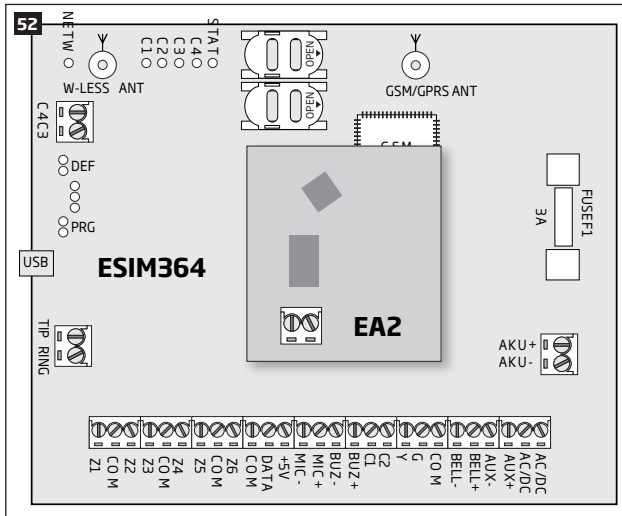 52
NETW
C1
C2
C3
C4
STAT
OPEN
OPEN
W-LESS ANT
GSM/GPRS ANT
C4 C3
GSM
DEF
PRG
FUSEF1
3A
USB
ESIM364
EA2
TIP RING
AKU+
AKU-
Z1
COM
Z2
Z3
COM
Z4
Z5
COM
Z6
COM
DATA
+5V
MIC-
MIC+
BUZ-
BUZ+
C1
C2
Y
G
COM
BELL-
BELL+
AUX-
AUX+
AC/DC
AC/DC